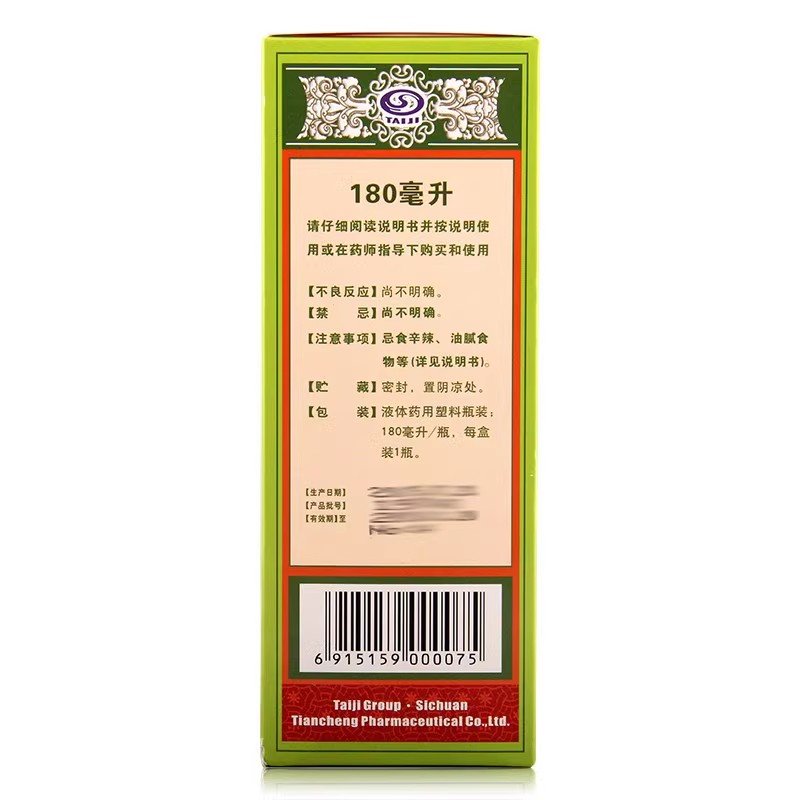 TAIJI
180毫升
请仔细阅读说明书并按说明使
用或在药师指导下购买和使用
【不良反应】尚不明确。
【禁 忌】尚不明确。
【注意事项】忌食辛辣、油腻食
物等(详见说明书)。
【贮 藏】密封，置阴凉处。
【包 装】液体药用塑料瓶装；
180毫升/瓶，每盒
装1瓶。
【生产日期】
【产品批号】
【有效期】至
6 915159 000075
Taiji Group · Sichuan
Tiancheng Pharmaceutical Co.,Ltd.